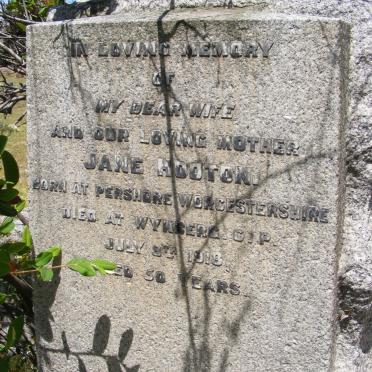 IN LOVING MEMORY
OF
MY DEAR WIFE
AND OUR LOVING MOTHER
JANE HOOTON.
BORN AT PERSHORE WORCESTERSHIRE
DIED AT WYNBERG. C.P.
JULY 1918,
AGED 50 YEARS.